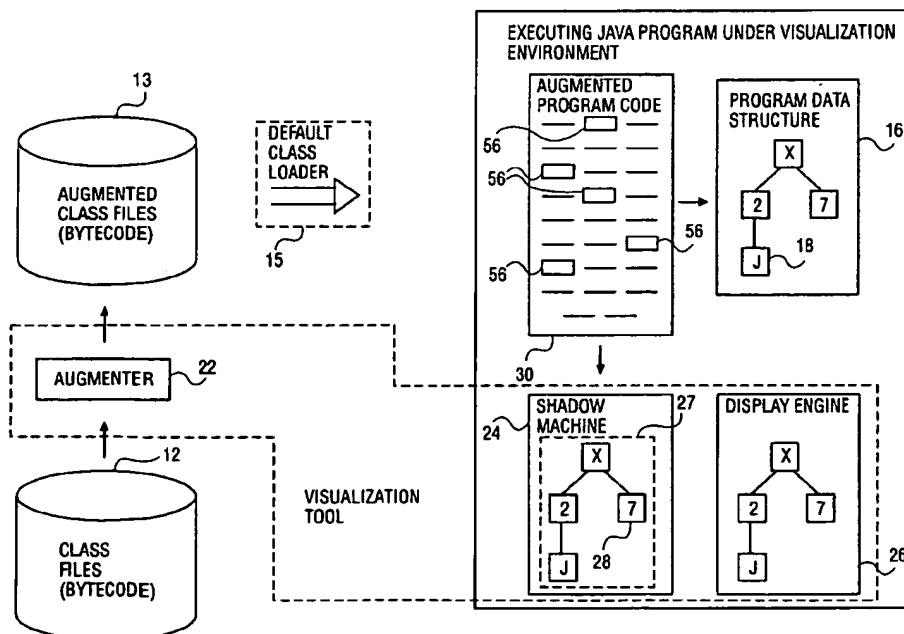 EXECUTING JAVA PROGRAM UNDER VISUALIZATION
ENVIRONMENT
13
AUGMENTED
CLASS FILES
(BYTECODE)
DEFAULT
CLASS
LOADER
15
AUGMENTED
PROGRAM CODE
56
56
56
56
30
PROGRAM DATA
STRUCTURE
16
X
2
7
J
18
AUGMENTER
22
12
CLASS
FILES
(BYTECODE)
VISUALIZATION
TOOL
24
SHADOW
MACHINE
27
X
2
7
28
J
DISPLAY ENGINE
X
2
7
J
26